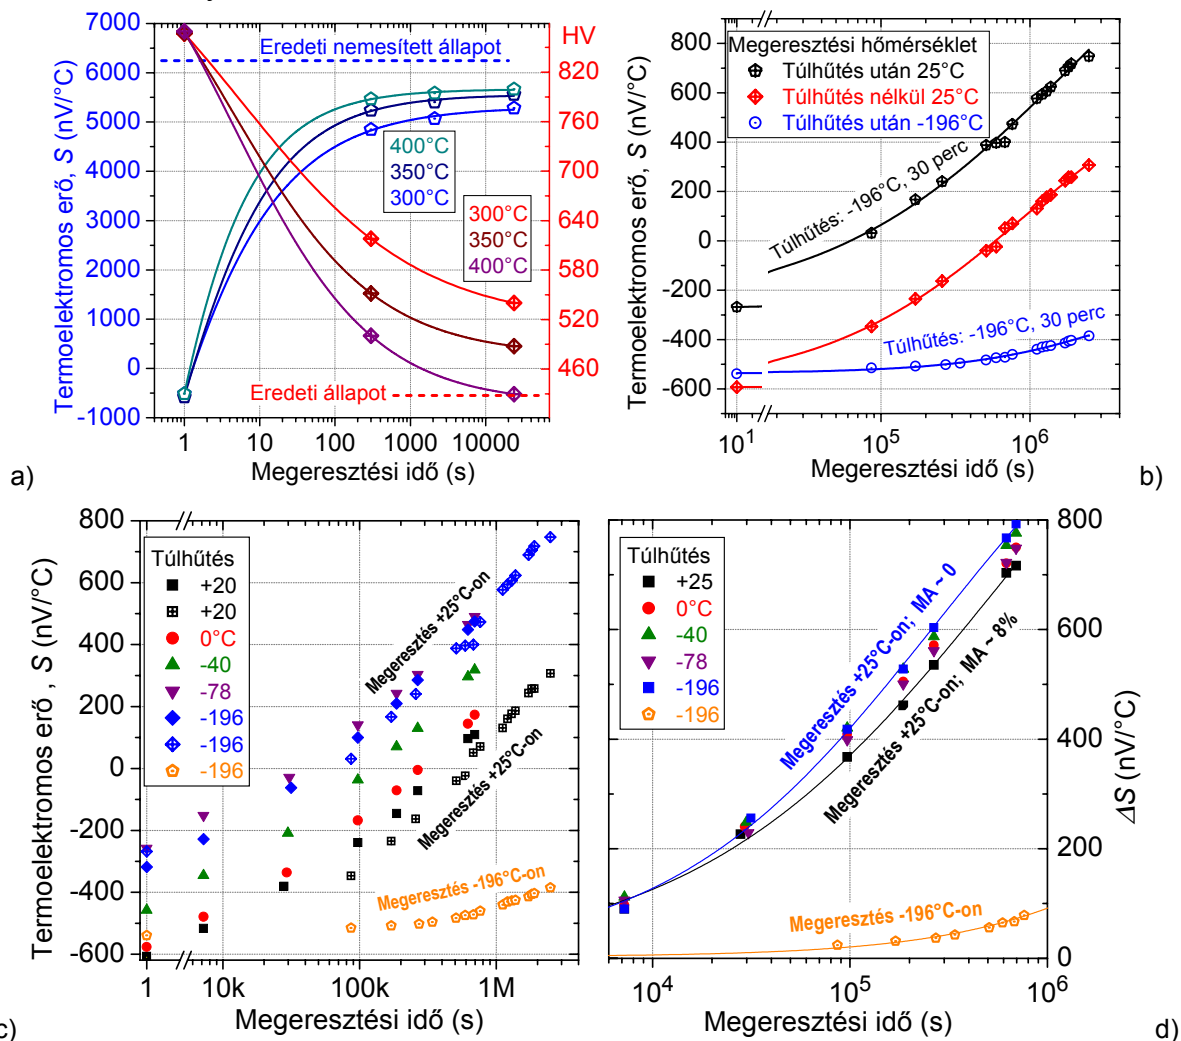 7000
6000
5000
4000
3000
2000
1000
0
-1000
Termoelektromos erő, S (nV/°C)
Eredeti nemesített állapot
HV
820
760
700
640
580
520
460
400°C
350°C
300°C
300°C
350°C
400°C
Eredeti állapot
1 10 100 1000 10000
Megeresztési idő (s)
a)
800
600
400
200
0
-200
-400
-600
Termoelektromos erő, S (nV/°C)
Megeresztési hőmérséklet
Túlhűtés után 25°C
Túlhűtés nélkül 25°C
Túlhűtés után -196°C
Túlhűtés: -196°C, 30 perc
Túlhűtés: -196°C, 30 perc
10¹ 10⁵ 10⁶
Megeresztési idő (s)
b)
800
600
400
200
0
-200
-400
-600
Termoelektromos erő , S (nV/°C)
Túlhűtés
+20
+20
0°C
-40
-78
-196
-196
-196
Megeresztés +25°C-on
Megeresztés +25°C-on
Megeresztés -196°C-on
1 10k 100k 1M
Megeresztési idő (s)
c)
Túlhűtés
+25
0°C
-40
-78
-196
-196
Megeresztés +25°C-on; MA ~ 0
Megeresztés +25°C-on; MA ~ 8%
Megeresztés -196°C-on
800
600
400
200
0
ΔS (nV/°C)
10⁴ 10⁵ 10⁶
Megeresztési idő (s)
d)